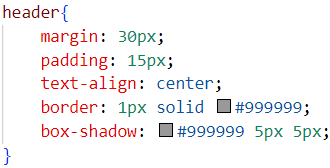 header{
    margin: 30px;
    padding: 15px;
    text-align: center;
    border: 1px solid #999999;
    box-shadow: #999999 5px 5px;
}